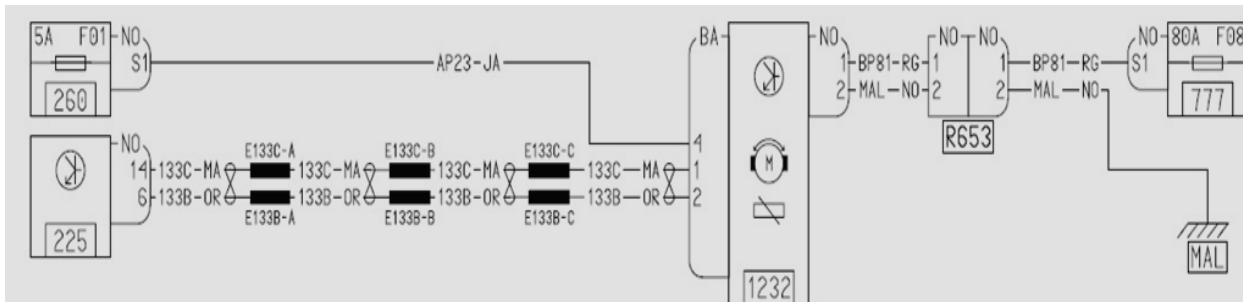 5A F01 NO BA NO NO NO NO 80A F08
S1 AP23-JA 1 BP81-RG 1 1 BP81-RG S1
260 2 MAL NO 2 2 MAL NO 777
R653
NO 4
E133C-A E133C-B E133C-C
14 133C-MA 133C-MA 133C-MA 133C MA 1 M
6 133B-OR 133B-OR 133B-OR 133B OR 2
E133B-A E133B-B E133B-C
225 MAL
1232